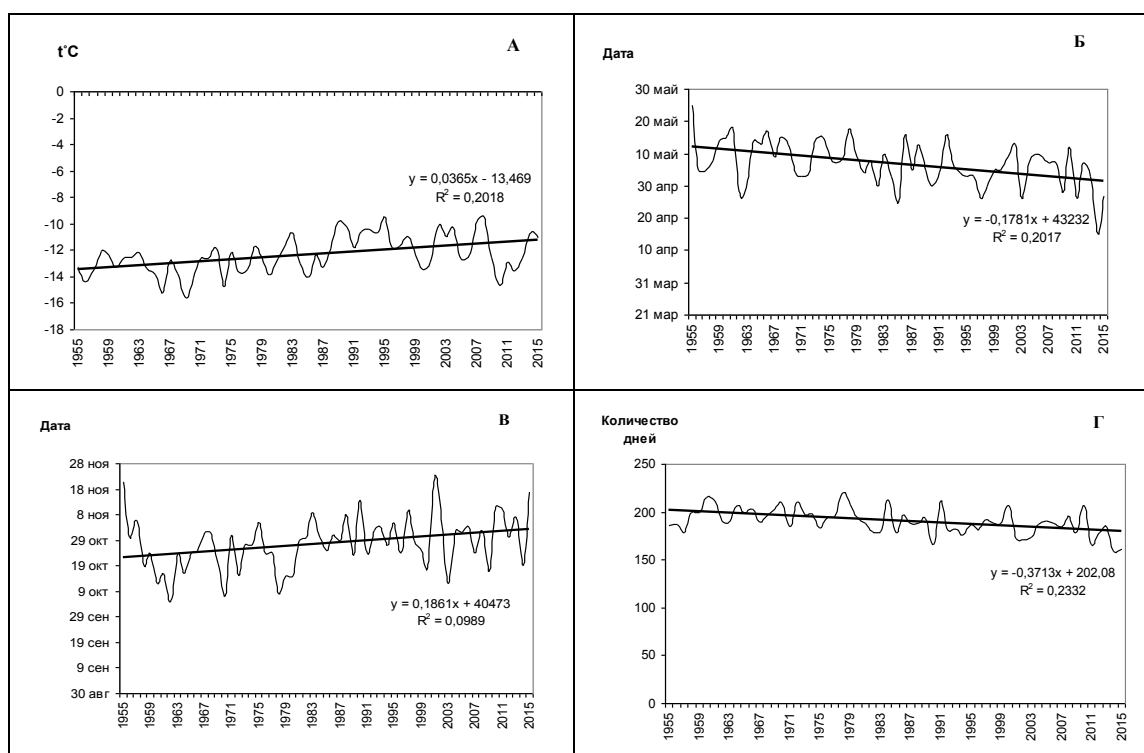 t°C
А
0
-2
-4
-6
-8
-10
-12
-14
-16
-18
y = 0,0365x - 13,469
R² = 0,2018
1955
1959
1963
1967
1971
1975
1979
1983
1987
1991
1995
1999
2003
2007
2011
2015
Б
Дата
30 май
20 май
10 май
30 апр
20 апр
10 апр
31 мар
21 мар
y = -0,1781x + 43232
R² = 0,2017
1955
1959
1963
1967
1971
1975
1979
1983
1987
1991
1995
1999
2003
2007
2011
2015
В
Дата
28 ноя
18 ноя
8 ноя
29 окт
19 окт
9 окт
29 сен
19 сен
9 сен
30 авг
y = 0,1861x + 40473
R² = 0,0989
1955
1959
1963
1967
1971
1975
1979
1983
1987
1991
1995
1999
2003
2007
2011
2015
Количество
дней
Г
250
200
150
100
50
0
y = -0,3713x + 202,08
R² = 0,2332
1955
1959
1963
1967
1971
1975
1979
1983
1987
1991
1995
1999
2003
2007
2011
2015